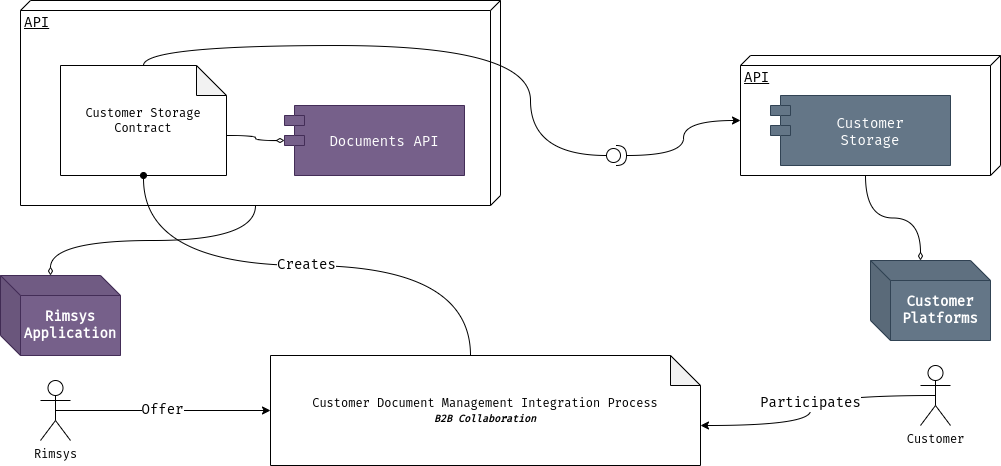 API
Customer Storage
Contract
Documents API
API
Customer
Storage
Creates
Rimsys
Application
Customer
Platforms
Offer
Customer Document Management Integration Process
B2B Collaboration
Participates
Rimsys
Customer